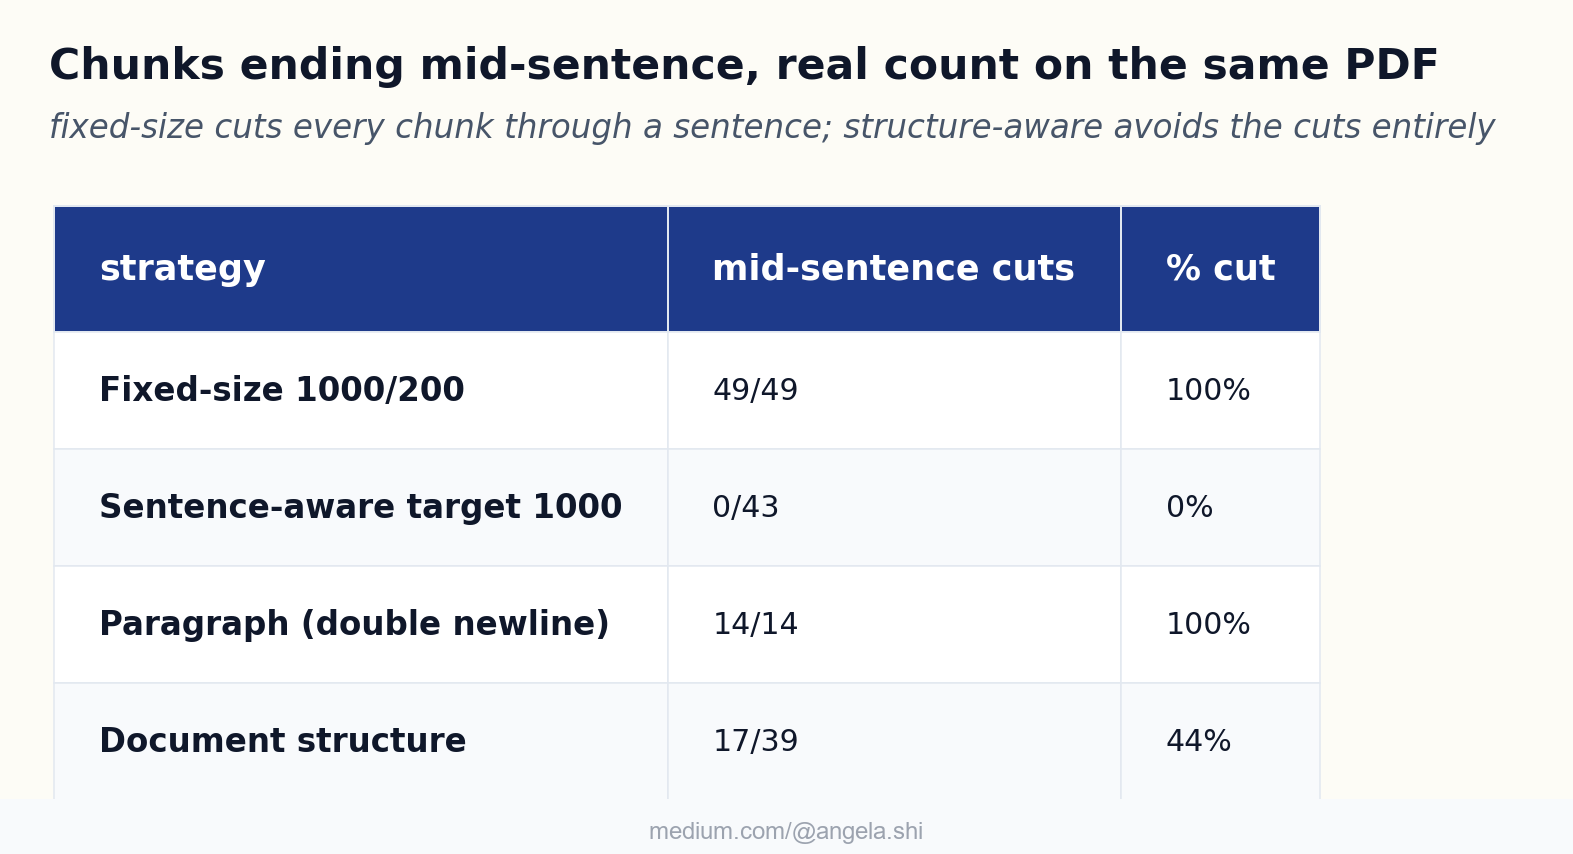 Chunks ending mid-sentence, real count on the same PDF
fixed-size cuts every chunk through a sentence; structure-aware avoids the cuts entirely
strategy mid-sentence cuts % cut
Fixed-size 1000/200 49/49 100%
Sentence-aware target 1000 0/43 0%
Paragraph (double newline) 14/14 100%
Document structure 17/39 44%
medium.com/@angela.shi